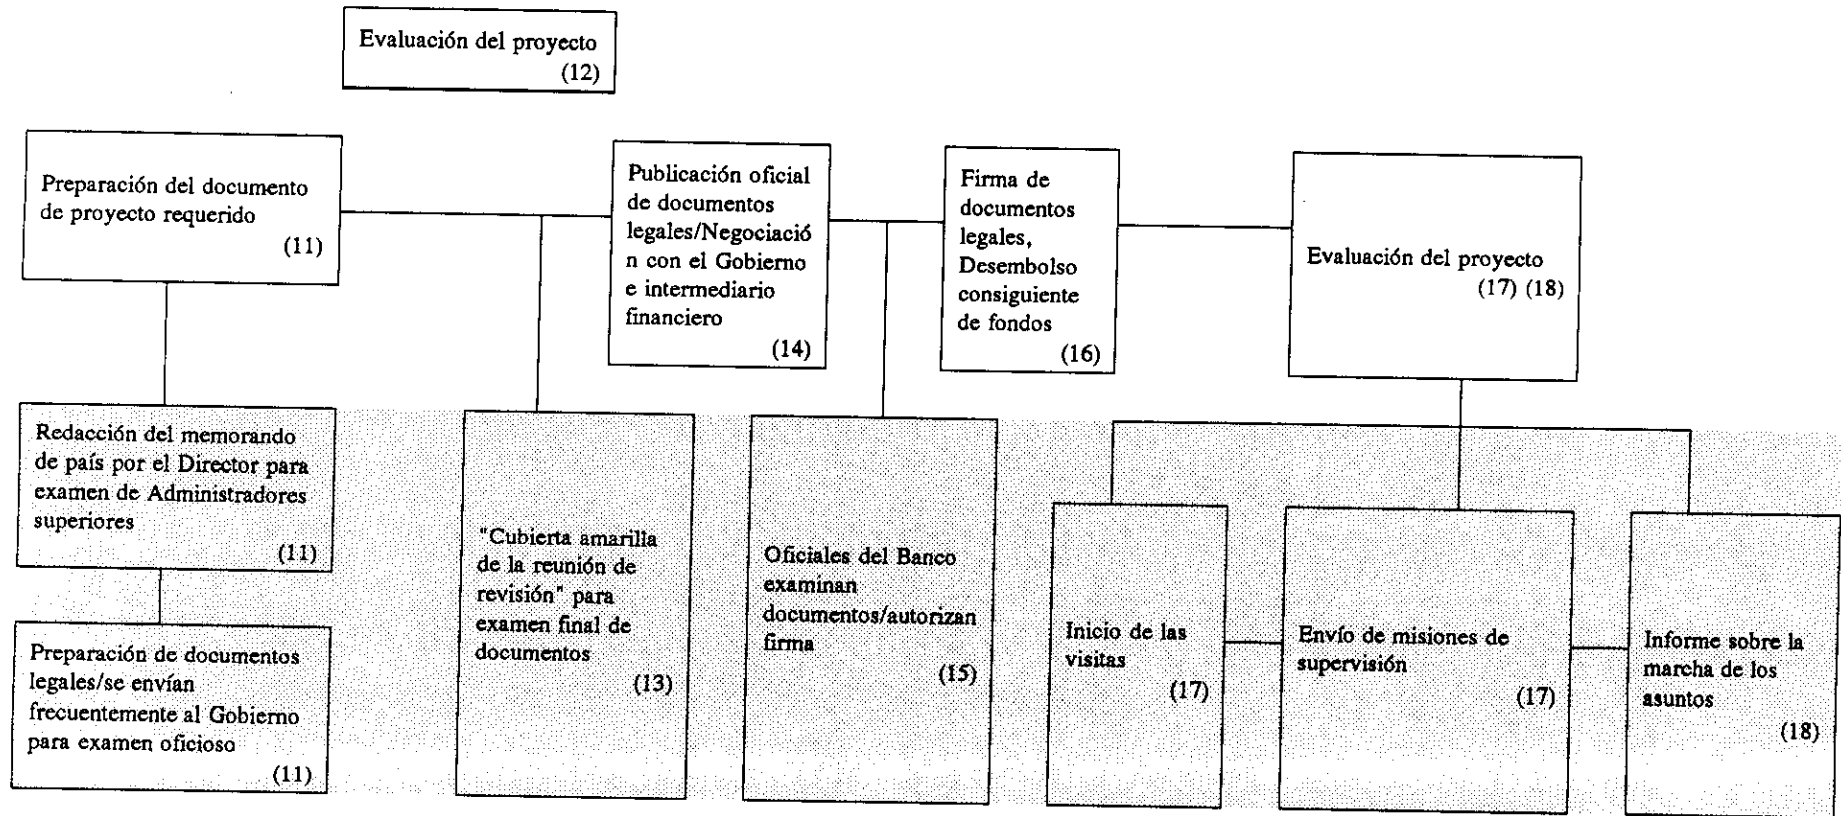 Evaluación del proyecto
(12)
Preparación del documento
de proyecto requerido
(11)
Publicación oficial
de documentos
legales/Negociació
n con el Gobierno
e intermediario
financiero
(14)
Firma de
documentos
legales,
Desembolso
consiguiente
de fondos
(16)
Evaluación del proyecto
(17) (18)
Redacción del memorando
de país por el Director para
examen de Administradores
superiores
(11)
"Cubierta amarilla
de la reunión de
revisión" para
examen final de
documentos
(13)
Oficiales del Banco
examinan
documentos/autorizan
firma
(15)
Inicio de las
visitas
(17)
Envío de misiones de
supervisión
(17)
Informe sobre la
marcha de los
asuntos
(18)
Preparación de documentos
legales/se envían
frecuentemente al Gobierno
para examen oficioso
(11)